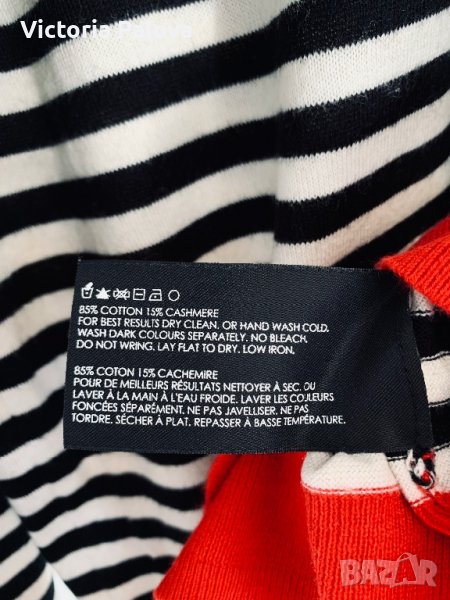 Victoria Palova
85% COTTON 15% CASHMERE
FOR BEST RESULTS DRY CLEAN. OR HAND WASH COLD.
WASH DARK COLOURS SEPARATELY. NO BLEACH.
DO NOT WRING. LAY FLAT TO DRY. LOW IRON.
85% COTON 15% CACHEMIRE
POUR DE MEILLEURS RÉSULTATS NETTOYER À SEC. OU
LAVER À LA MAIN À L'EAU FROIDE. LAVER LES COULEURS
FONCÉES SÉPARÉMENT. NE PAS JAVELLISER. NE PAS
TORDRE. SÉCHER À PLAT. REPASSER À BASSE TEMPÉRATURE.
BAZAR